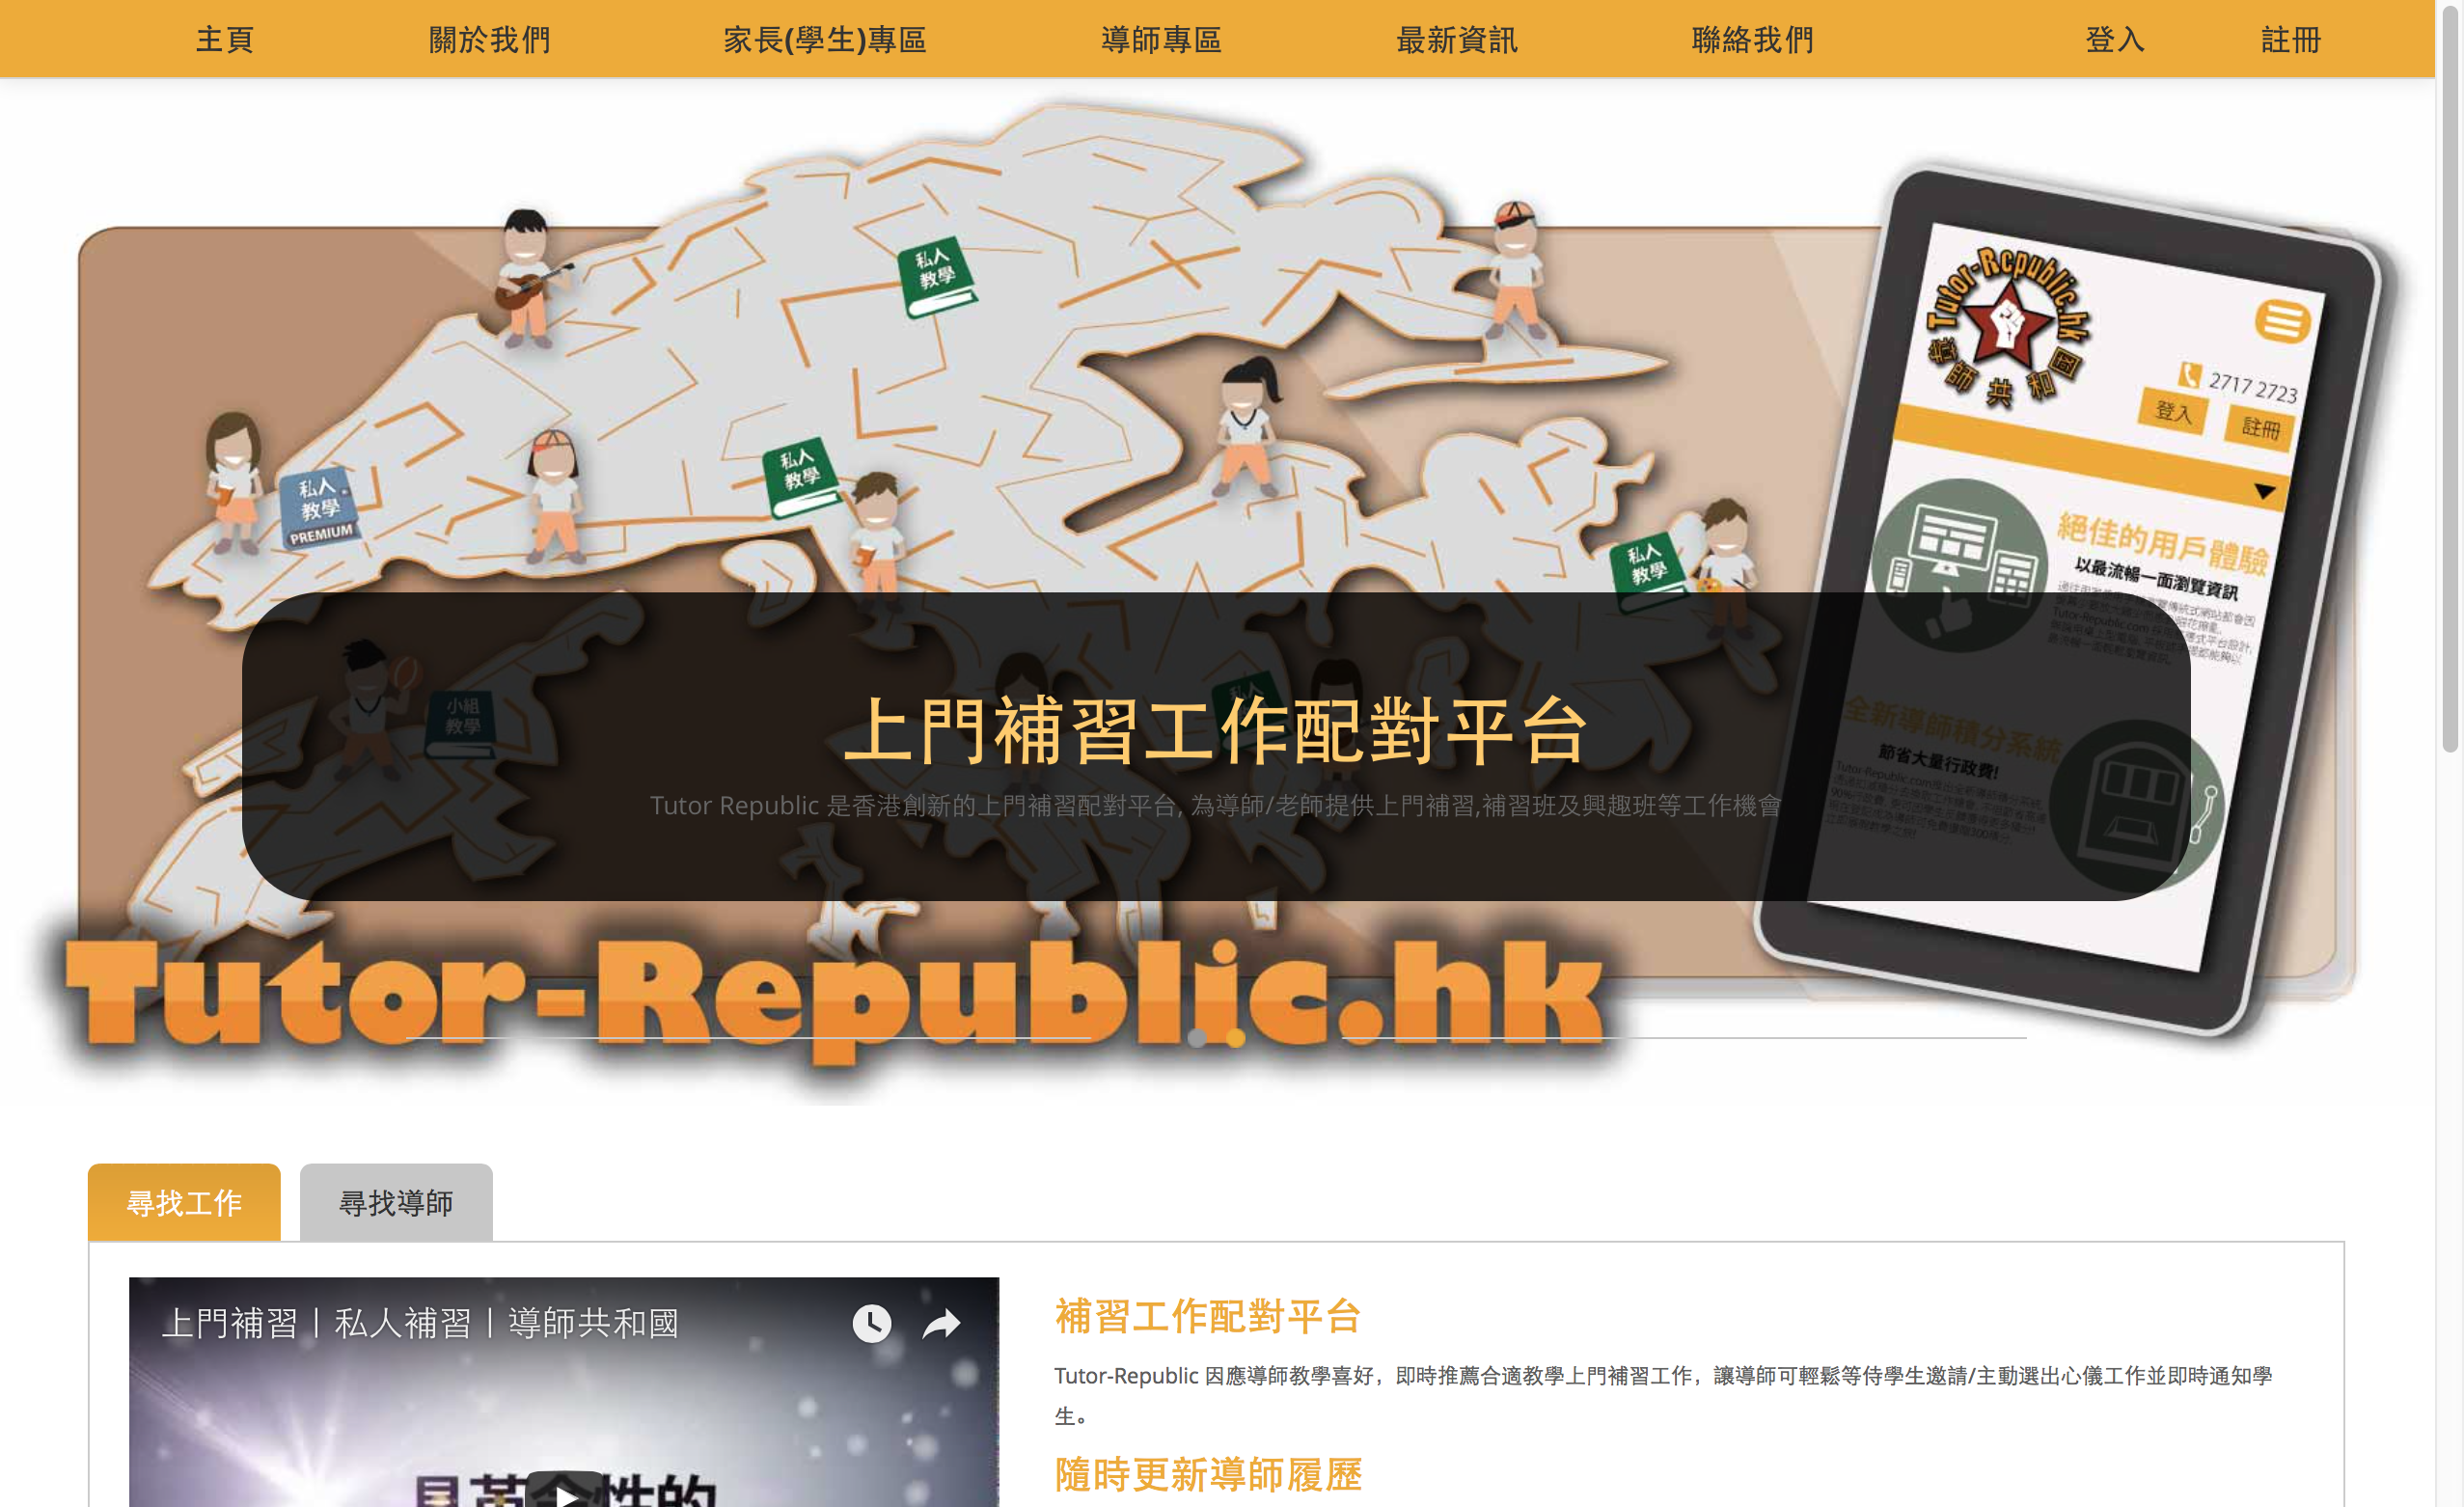 主頁
關於我們
家長(學生)專區
導師專區
最新資訊
聯絡我們
登入
註冊
私人
教學
私人
教學
PREMIUM
私人
教學
私人
教學
小組
教學
私人
Tutor-Republic.hk
導師共和國
2717 2723
登入
註冊
絕佳的用戶體驗
以最流暢一面瀏覽資訊
全新導師積分系統
節省大量行政費!
上門補習工作配對平台
Tutor Republic 是香港創新的上門補習配對平台, 為導師/老師提供上門補習,補習班及興趣班等工作機會
Tutor-Republic.hk
尋找工作
尋找導師
上門補習丨私人補習丨導師共和國
補習工作配對平台
Tutor-Republic 因應導師教學喜好，即時推薦合適教學上門補習工作，讓導師可輕鬆等侍學生邀請/主動選出心儀工作並即時通知學
生。
隨時更新導師履歷